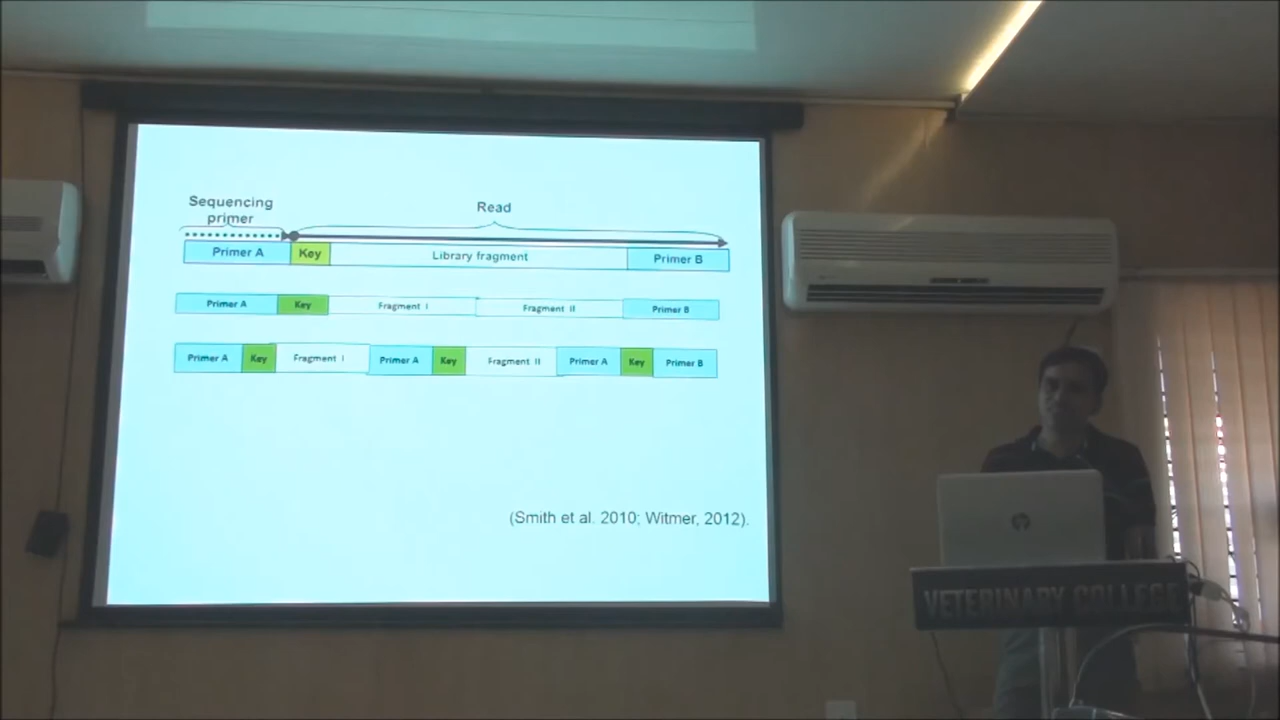 Sequencing
primer
Read
Primer A Key Library fragment Primer B
Primer A Key Fragment I Fragment II Primer B
Primer A Key Fragment I Primer A Key Fragment II Primer A Key Primer B
(Smith et al. 2010; Witmer, 2012).
VETERINARY COLLEGE